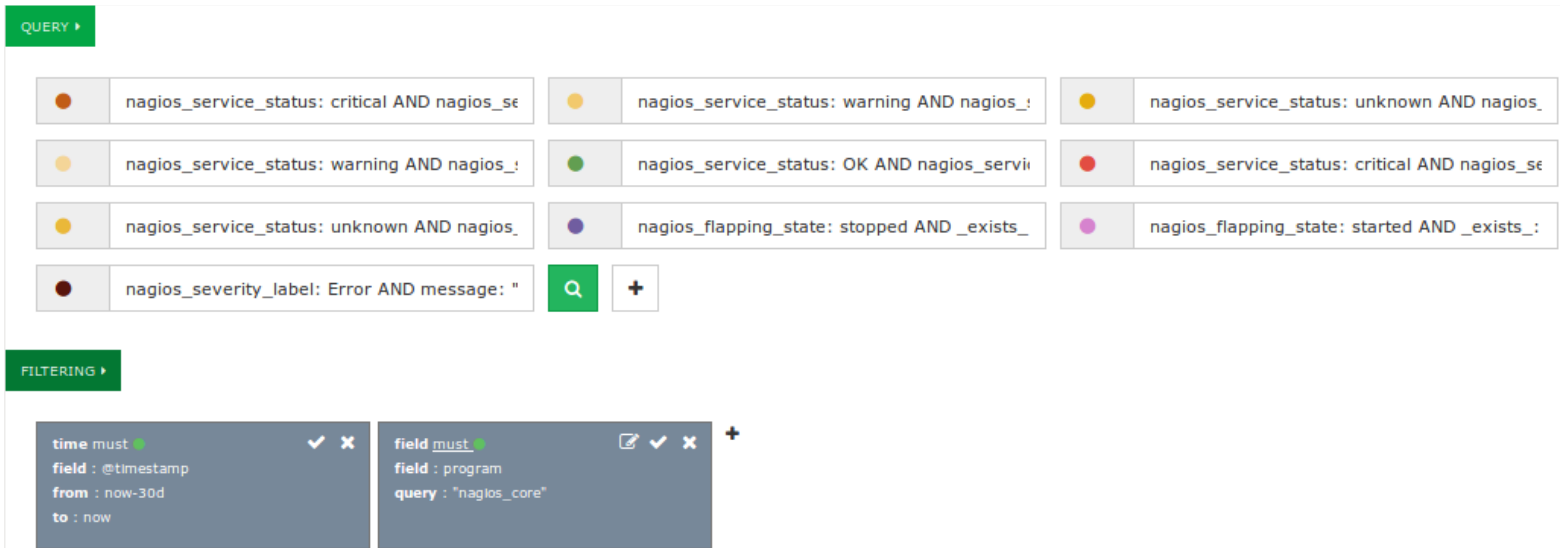 QUERY
nagios_service_status: critical AND nagios_se
nagios_service_status: warning AND nagios_s
nagios_service_status: unknown AND nagios_
nagios_service_status: warning AND nagios_s
nagios_service_status: OK AND nagios_servi
nagios_service_status: critical AND nagios_se
nagios_service_status: unknown AND nagios_
nagios_flapping_state: stopped AND _exists_
nagios_flapping_state: started AND _exists_:
nagios_severity_label: Error AND message: "
FILTERING
time must
field : @timestamp
from : now-30d
to : now
field must
field : program
query : "nagios_core"